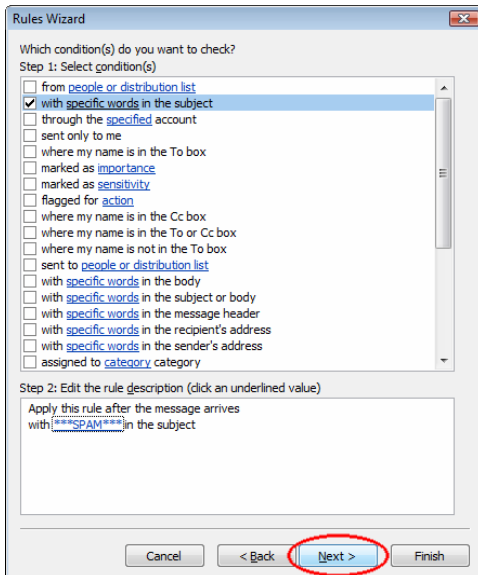 Rules Wizard
Which condition(s) do you want to check?
Step 1: Select condition(s)
from people or distribution list
with specific words in the subject
through the specified account
sent only to me
where my name is in the To box
marked as importance
marked as sensitivity
flagged for action
where my name is in the Cc box
where my name is in the To or Cc box
where my name is not in the To box
sent to people or distribution list
with specific words in the body
with specific words in the subject or body
with specific words in the message header
with specific words in the recipient's address
with specific words in the sender's address
assigned to category category
Step 2: Edit the rule description (click an underlined value)
Apply this rule after the message arrives
with ***SPAM*** in the subject
Cancel < Back Next > Finish